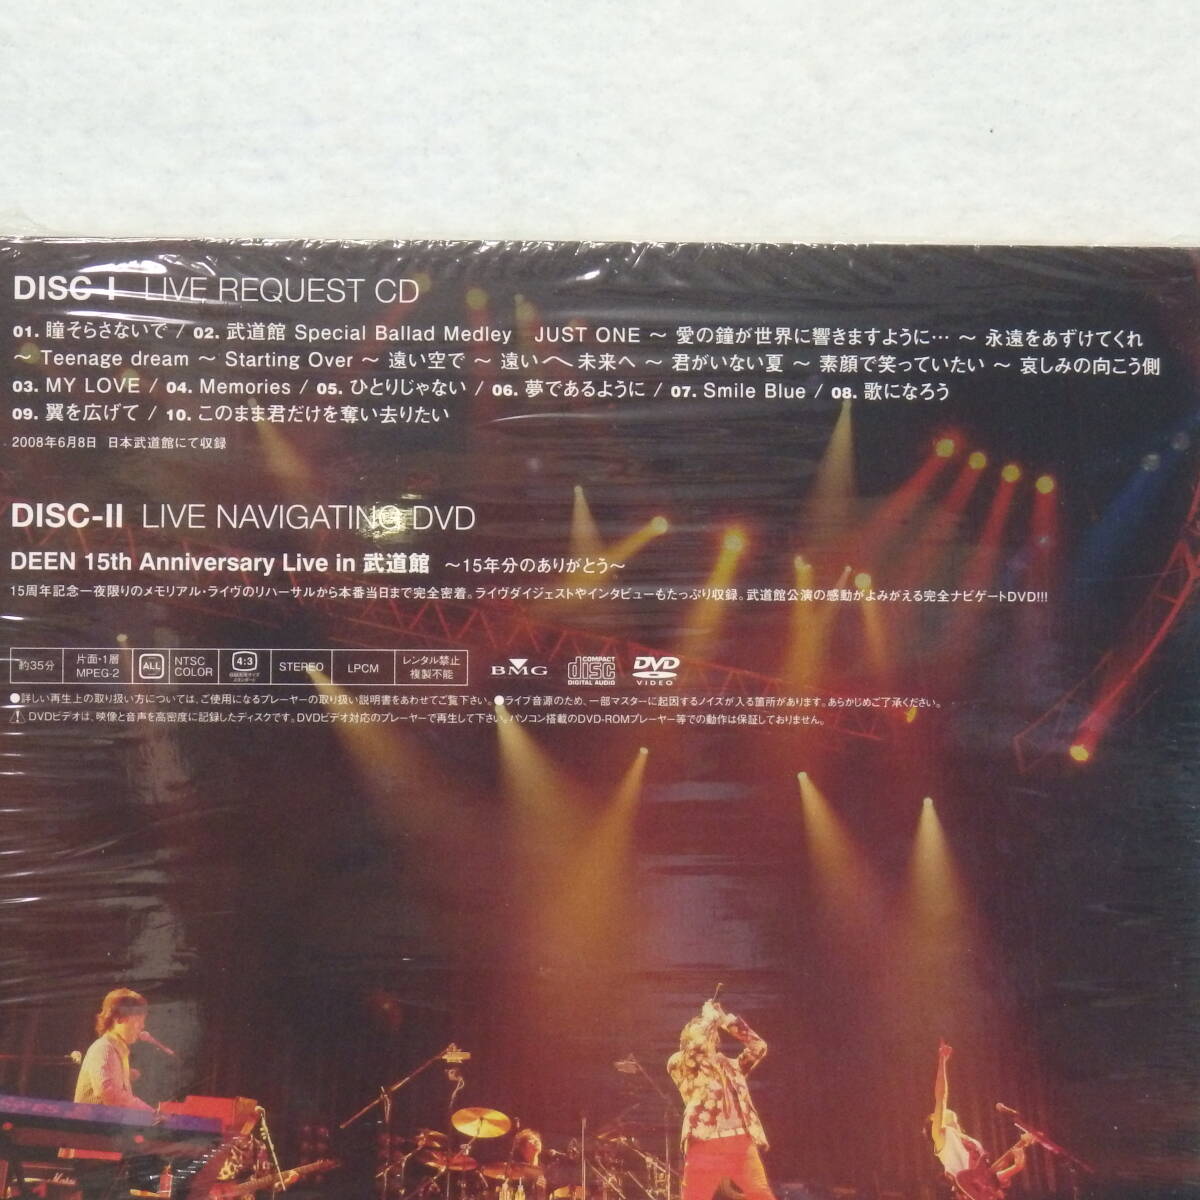 DISC-I LIVE REQUEST CD
01. 瞳そらさないで / 02. 武道館 Special Ballad Medley JUST ONE ～ 愛の鐘が世界に響きますように… ～ 永遠をあずけてくれ
～ Teenage dream ～ Starting Over ～ 遠い空で ～ 遠い 未来へ ～ 君がいない夏 ～ 素顔で笑っていたい ～ 哀しみの向こう側
03. MY LOVE / 04. Memories / 05. ひとりじゃない / 06. 夢であるように / 07. Smile Blue / 08. 歌になろう
09. 翼を広げて / 10. このまま君だけを奪い去りたい
2008年6月8日 日本武道館にて収録
DISC-II LIVE NAVIGATING DVD
DEEN 15th Anniversary Live in 武道館 ～15年分のありがとう～
15周年記念一夜限りのメモリアル・ライヴのリハーサルから本番当日まで完全密着。ライヴダイジェストやインタビューもたっぷり収録。武道館公演の感動がよみがえる完全ナビゲートDVD!!!
約35分 片面・1層 MPEG-2 ALL NTSC COLOR 4:3 STEREO LPCM レンタル禁止 複製不能 BMG COMPACT disc DIGITAL AUDIO DVD VIDEO
●詳しい再生上の取り扱い方については、ご使用になるプレーヤーの取り扱い説明書をあわせてご覧下さい。●ライブ音源のため、一部マスターに起因するノイズが入る箇所があります。あらかじめご了承ください。
⚠ DVDビデオは、映像と音声を高密度に記録したディスクです。DVDビデオ対応のプレーヤーで再生して下さい。パソコン搭載のDVD-ROMプレーヤー等での動作は保証しておりません。